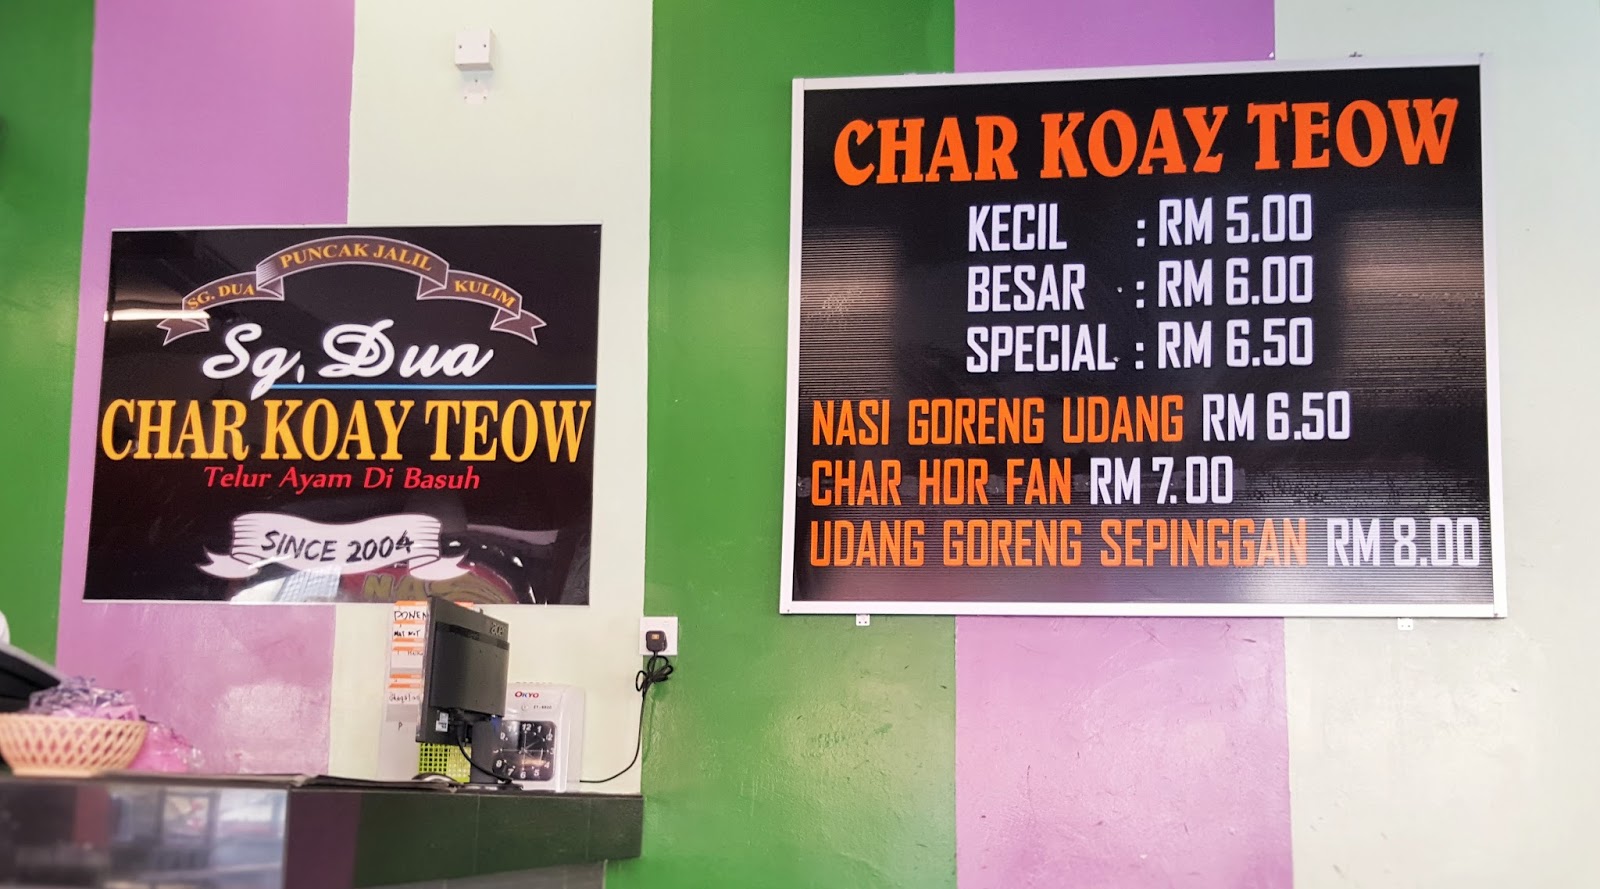 PUNCAK JALIL
SG. DUA
KULIM
Sg. Dua
CHAR KOAY TEOW
Telur Ayam Di Basuh
SINCE 2004
CHAR KOAY TEOW
KECIL : RM 5.00
BESAR : RM 6.00
SPECIAL : RM 6.50
NASI GORENG UDANG RM 6.50
CHAR HOR FAN RM 7.00
UDANG GORENG SEPINGGAN RM 8.00
acer
OKYO